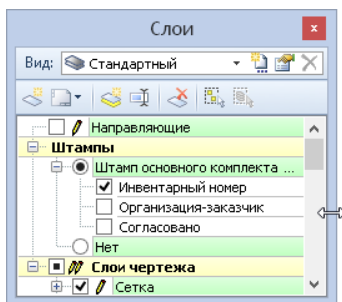 Слои
Вид: Стандартный
Направляющие
Штампы
Штамп основного комплекта ...
Инвентарный номер
Организация-заказчик
Согласовано
Нет
Слои чертежа
Сетка